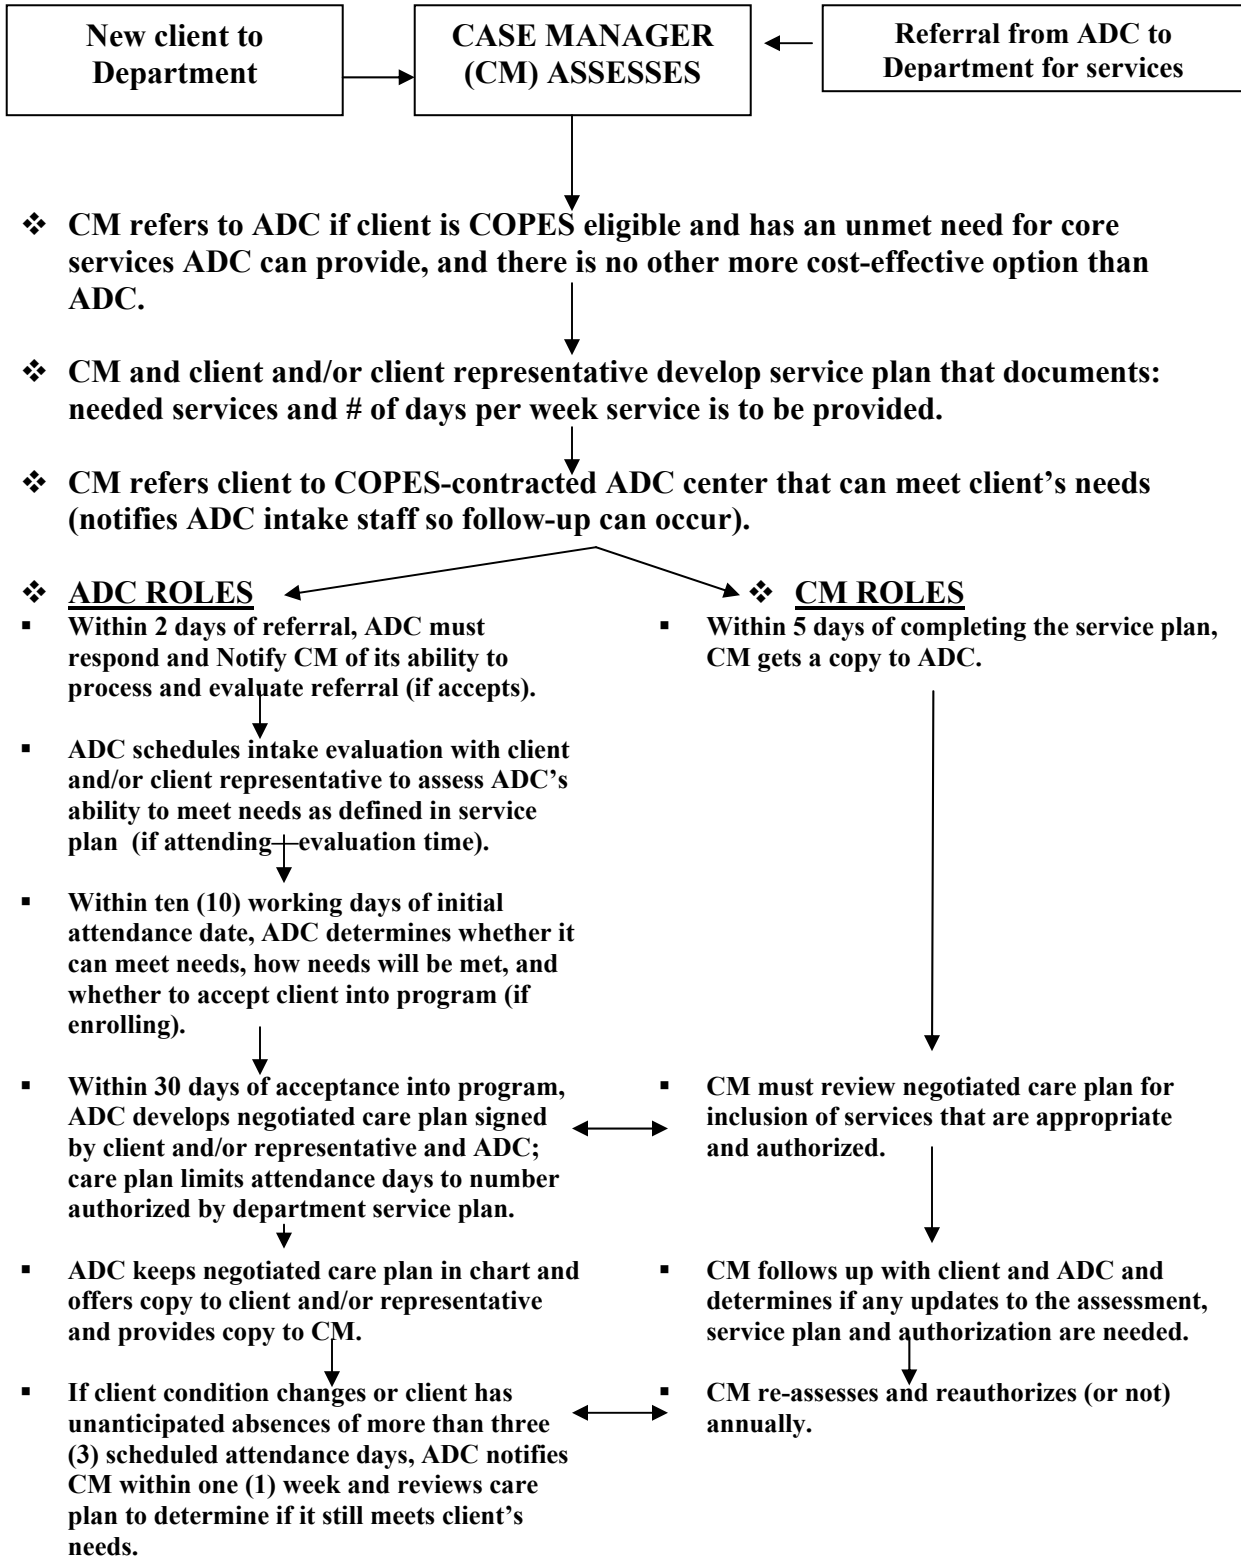 New client to
Department
CASE MANAGER
(CM) ASSESSES
Referral from ADC to
Department for services
❖ CM refers to ADC if client is COPES eligible and has an unmet need for core
services ADC can provide, and there is no other more cost-effective option than
ADC.
❖ CM and client and/or client representative develop service plan that documents:
needed services and # of days per week service is to be provided.
❖ CM refers client to COPES-contracted ADC center that can meet client's needs
(notifies ADC intake staff so follow-up can occur).
❖ ADC ROLES
▪ Within 2 days of referral, ADC must
respond and Notify CM of its ability to
process and evaluate referral (if accepts).
▪ ADC schedules intake evaluation with client
and/or client representative to assess ADC's
ability to meet needs as defined in service
plan (if attending—evaluation time).
▪ Within ten (10) working days of initial
attendance date, ADC determines whether it
can meet needs, how needs will be met, and
whether to accept client into program (if
enrolling).
▪ Within 30 days of acceptance into program,
ADC develops negotiated care plan signed
by client and/or representative and ADC;
care plan limits attendance days to number
authorized by department service plan.
▪ ADC keeps negotiated care plan in chart and
offers copy to client and/or representative
and provides copy to CM.
▪ If client condition changes or client has
unanticipated absences of more than three
(3) scheduled attendance days, ADC notifies
CM within one (1) week and reviews care
plan to determine if it still meets client's
needs.
❖ CM ROLES
▪ Within 5 days of completing the service plan,
CM gets a copy to ADC.
▪ CM must review negotiated care plan for
inclusion of services that are appropriate
and authorized.
▪ CM follows up with client and ADC and
determines if any updates to the assessment,
service plan and authorization are needed.
▪ CM re-assesses and reauthorizes (or not)
annually.